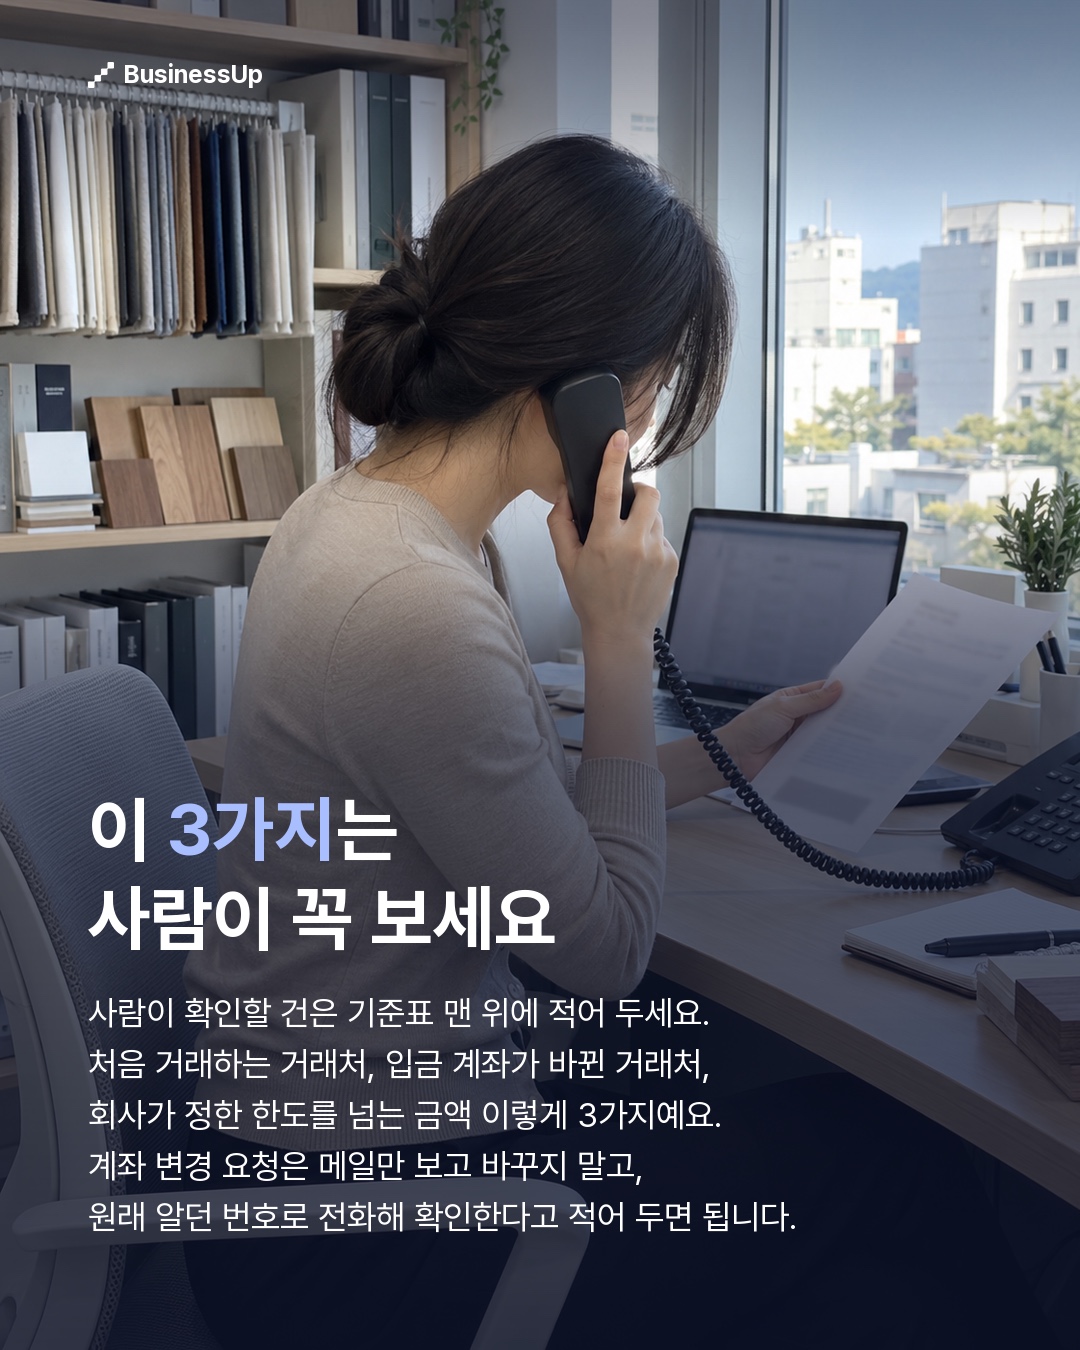 BusinessUp
이 3가지는
사람이 꼭 보세요
사람이 확인할 건은 기준표 맨 위에 적어 두세요.
처음 거래하는 거래처, 입금 계좌가 바뀐 거래처,
회사가 정한 한도를 넘는 금액 이렇게 3가지예요.
계좌 변경 요청은 메일만 보고 바꾸지 말고,
원래 알던 번호로 전화해 확인한다고 적어 두면 됩니다.